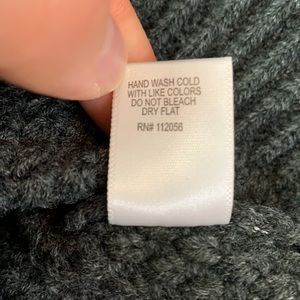 HAND WASH COLD
WITH LIKE COLORS
DO NOT BLEACH
DRY FLAT
RN# 112056